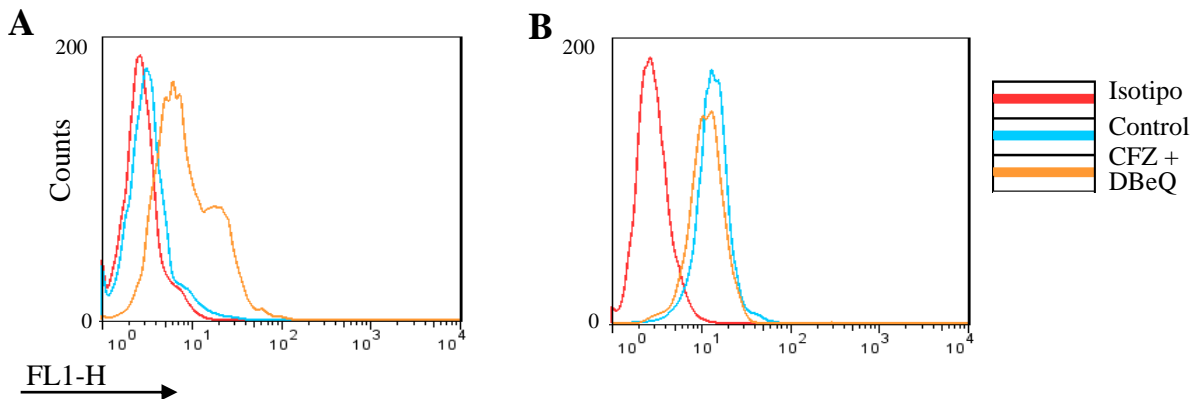 A
B
200
200
Isotipo
Control
CFZ +
DBeQ
Counts
0
0
10⁰ 10¹ 10² 10³ 10⁴
10⁰ 10¹ 10² 10³ 10⁴
FL1-H